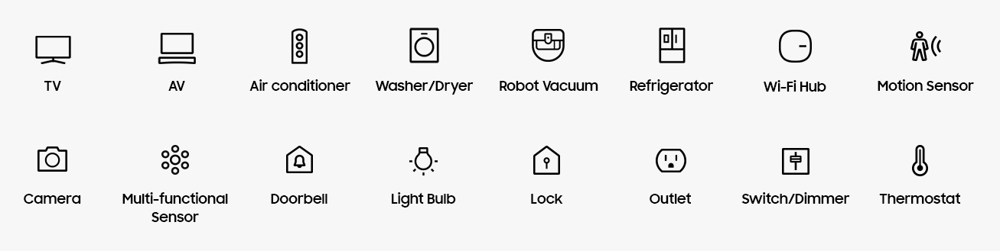 TV
AV
Air conditioner
Washer/Dryer
Robot Vacuum
Refrigerator
Wi-Fi Hub
Motion Sensor
Camera
Multi-functional
Sensor
Doorbell
Light Bulb
Lock
Outlet
Switch/Dimmer
Thermostat